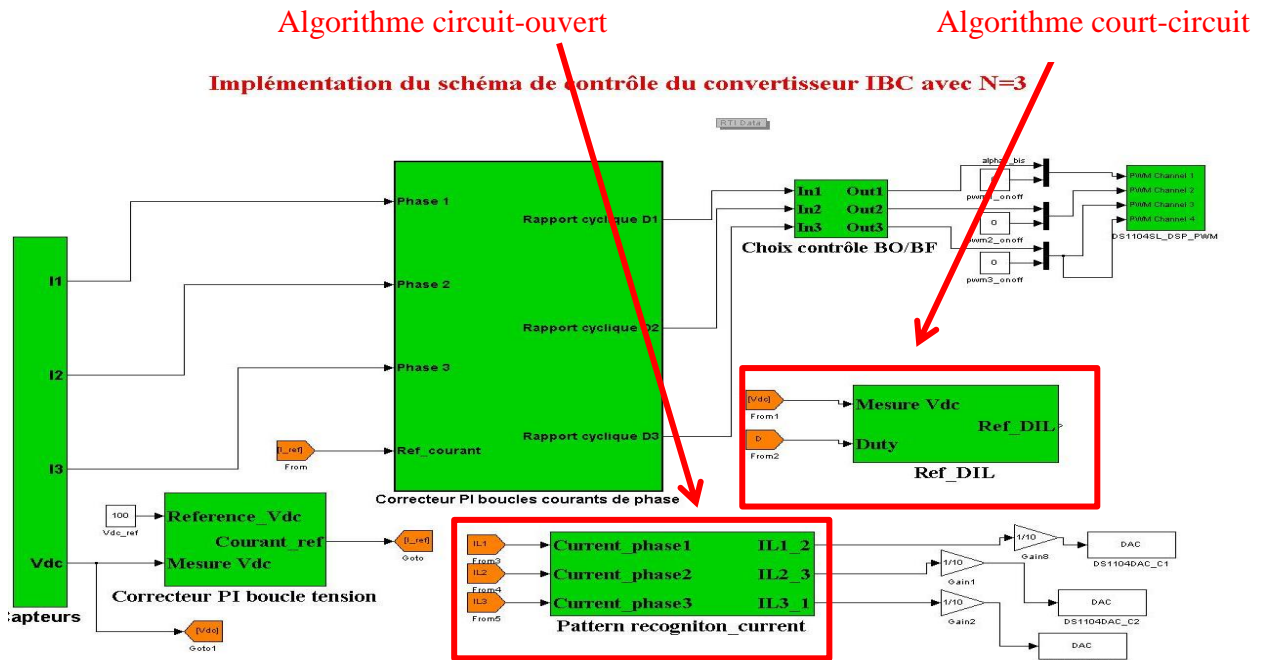 Algorithme circuit-ouvert
Algorithme court-circuit
Implémentation du schéma de contrôle du convertisseur IBC avec N=3
RTI Data
I1
I2
I3
Vdc
Capteurs
Phase 1
Phase 2
Phase 3
Ref_courant
Rapport cyclique D1
Rapport cyclique D2
Rapport cyclique D3
Correcteur PI boucles courants de phase
[I_ref]
From
In1
In2
In3
Out1
Out2
Out3
Choix contrôle BO/BF
pwm1_onoff
0
pwm2_onoff
0
pwm3_onoff
PWM Channel 1
PWM Channel 2
PWM Channel 3
PWM Channel 4
DS1104SL_DSP_PWM
[Vdc]
From1
D
From2
Mesure Vdc
Duty
Ref_DIL
Ref_DIL
100
Vdc_ref
Reference_Vdc
Mesure Vdc
Courant_ref
Correcteur PI boucle tension
[I_ref]
Goto
[Vdc]
Goto1
IL1
From3
IL2
From4
IL3
From5
Current_phase1
Current_phase2
Current_phase3
IL1_2
IL2_3
IL3_1
Pattern recogniton_current
1/10
Gain8
1/10
Gain1
1/10
Gain2
DAC
DS1104DAC_C1
DAC
DS1104DAC_C2
DAC